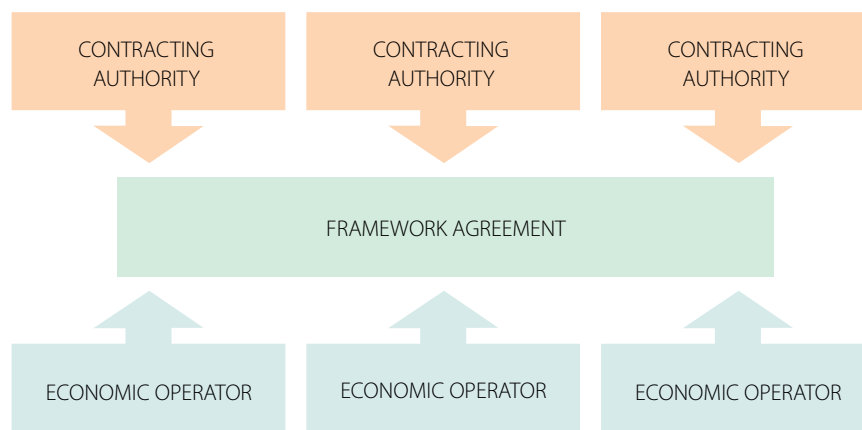 CONTRACTING
AUTHORITY
CONTRACTING
AUTHORITY
CONTRACTING
AUTHORITY
FRAMEWORK AGREEMENT
ECONOMIC OPERATOR
ECONOMIC OPERATOR
ECONOMIC OPERATOR